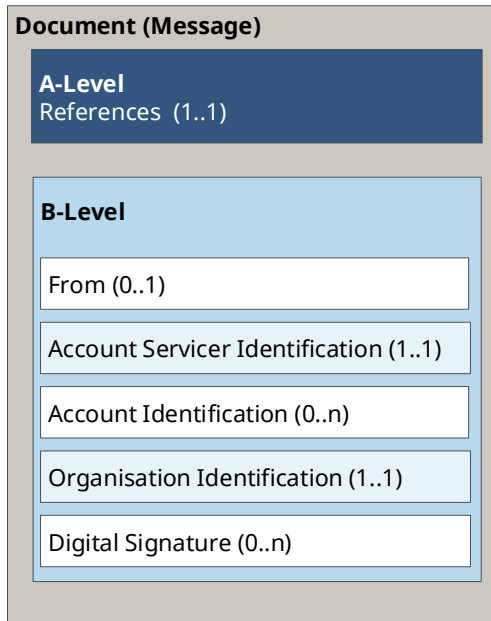 Document (Message)
A-Level
References (1..1)
B-Level
From (0..1)
Account Servicer Identification (1..1)
Account Identification (0..n)
Organisation Identification (1..1)
Digital Signature (0..n)